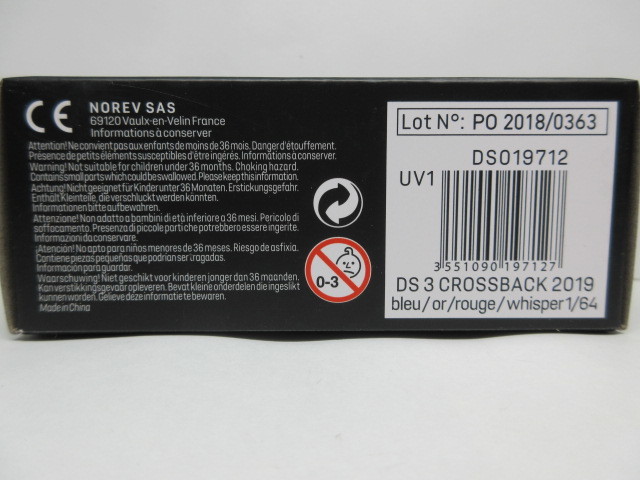 CE
NOREV SAS
69120 Vaulx-en-Velin France
Informations à conserver
Attention! Ne convient pas aux enfants de moins de 36 mois. Danger d'étouffement.
Présence de petits éléments susceptibles d'être ingérés. Informations à conserver.
Warning! Not suitable for children under 36 months. Choking hazard.
Contains small parts which could be swallowed. Please keep this information.
Achtung! Nicht geeignet für Kinder unter 36 Monaten. Erstickungsgefahr.
Enthält Kleinteile, die verschluckt werden könnten.
Informationen bitte aufbewahren.
Attenzione! Non adatto a bambini di età inferiore a 36 mesi. Pericolo di
soffocamento. Presenza di piccole parti che potrebbero essere ingerite.
Informazioni da conservare.
¡Atención! No apto para niños menores de 36 meses. Riesgo de asfixia.
Contiene piezas pequeñas que podrían ser tragadas.
Información para guardar.
Waarschuwing! Niet geschikt voor kinderen jonger dan 36 maanden.
Kan verstikkingsgevaar opleveren. Bevat kleine onderdelen die ingeslikt
kunnen worden. Gelieve deze informatie te bewaren.
Made in China
0-3
Lot N°: PO 2018/0363
DS019712
UV1
3 551090 197127
DS 3 CROSSBACK 2019
bleu/or/rouge/whisper 1/64